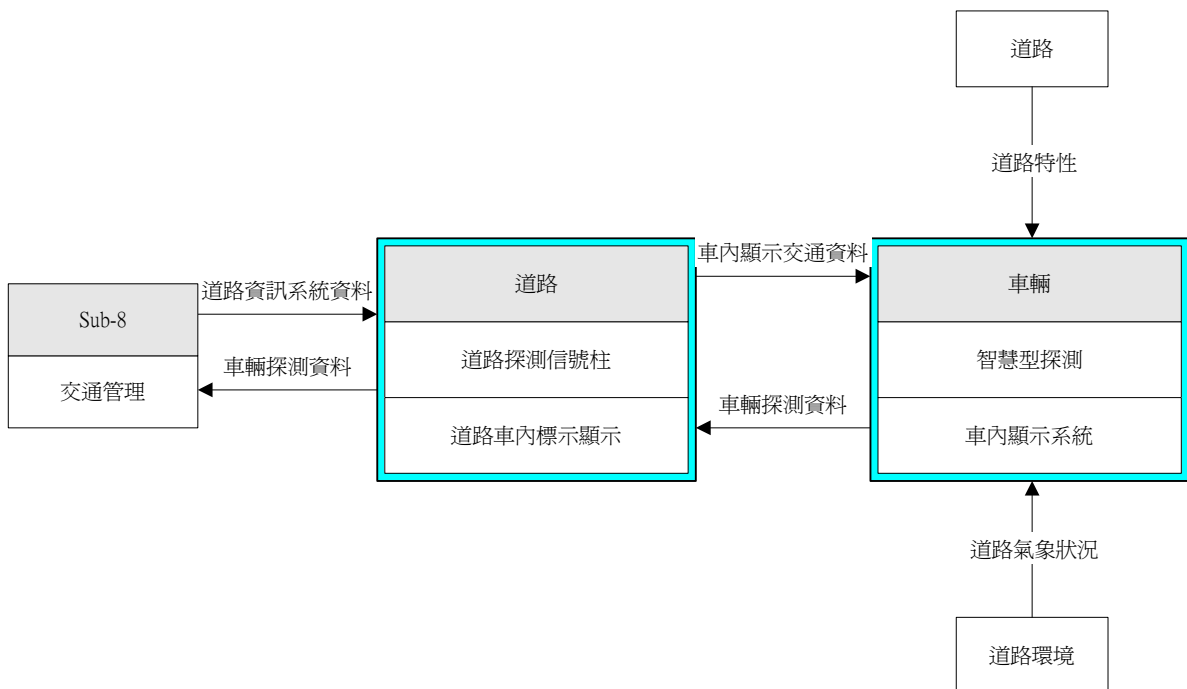 道路
道路特性
Sub-8
交通管理
道路資訊系統資料
車輛探測資料
道路
道路探測信號柱
道路車內標示顯示
車內顯示交通資料
車輛探測資料
車輛
智慧型探測
車內顯示系統
道路氣象狀況
道路環境